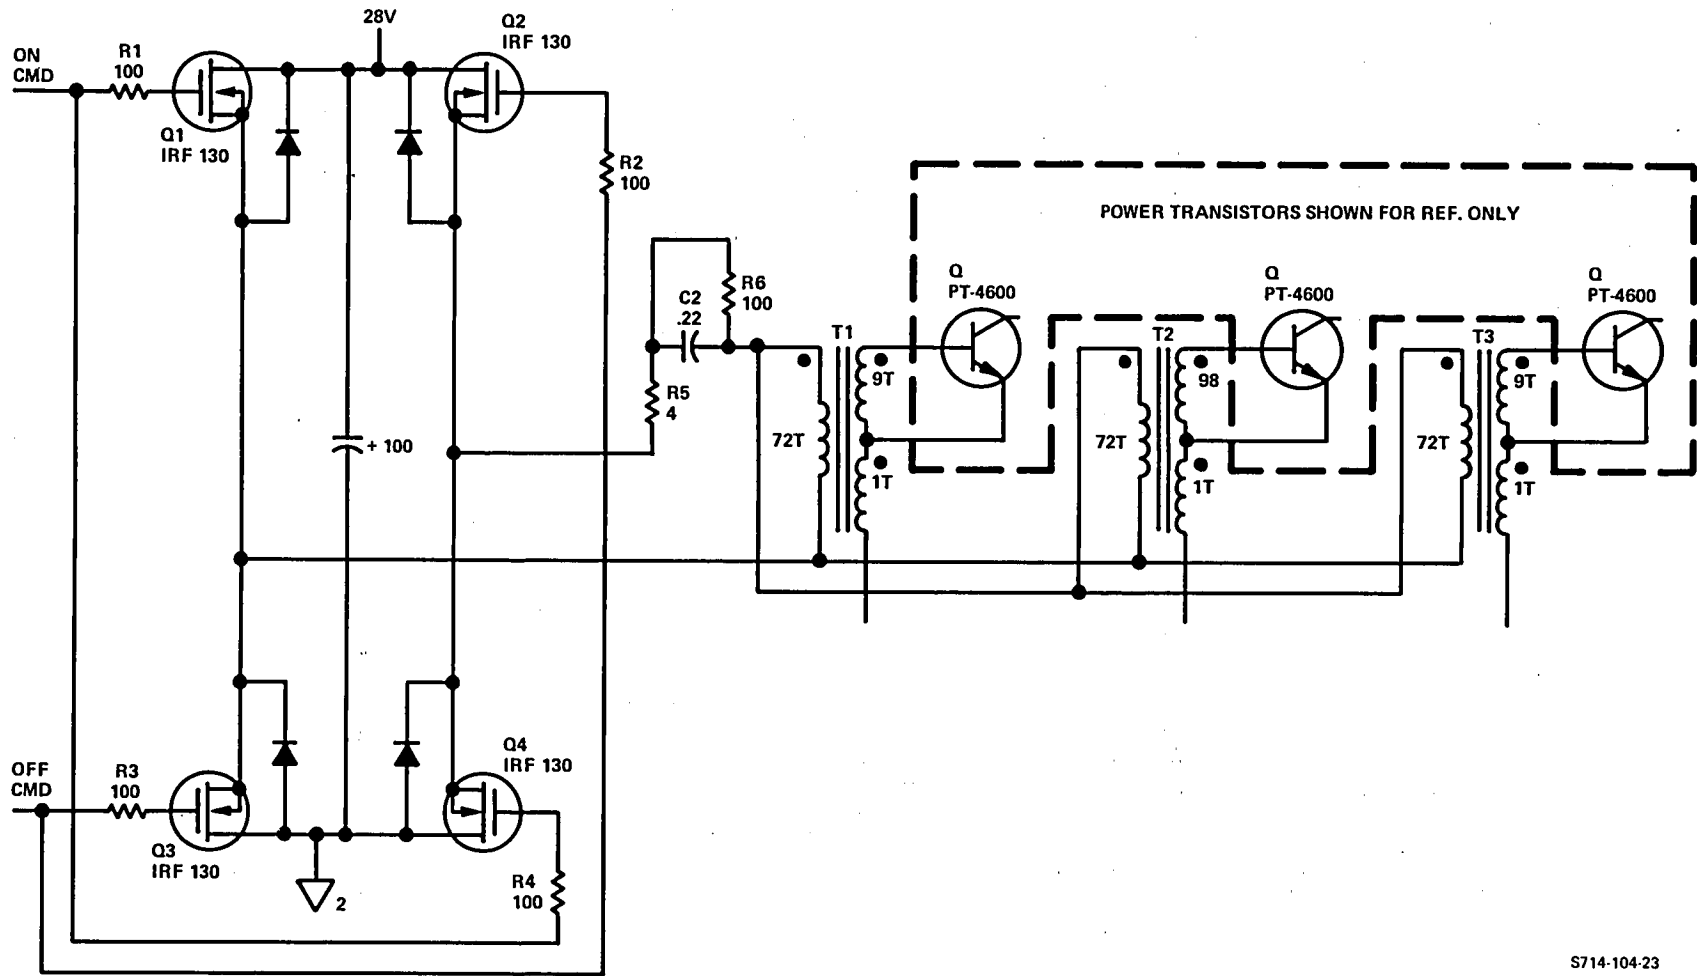 28V
Q2
IRF 130
ON
CMD
R1
100
Q1
IRF 130
R2
100
POWER TRANSISTORS SHOWN FOR REF. ONLY
R6
100
C2
.22
Q
PT-4600
Q
PT-4600
Q
PT-4600
T1
T2
T3
9T
98
9T
R5
4
72T
72T
72T
+ 100
1T
1T
1T
OFF
CMD
R3
100
Q4
IRF 130
Q3
IRF 130
R4
100
2
S714-104-23